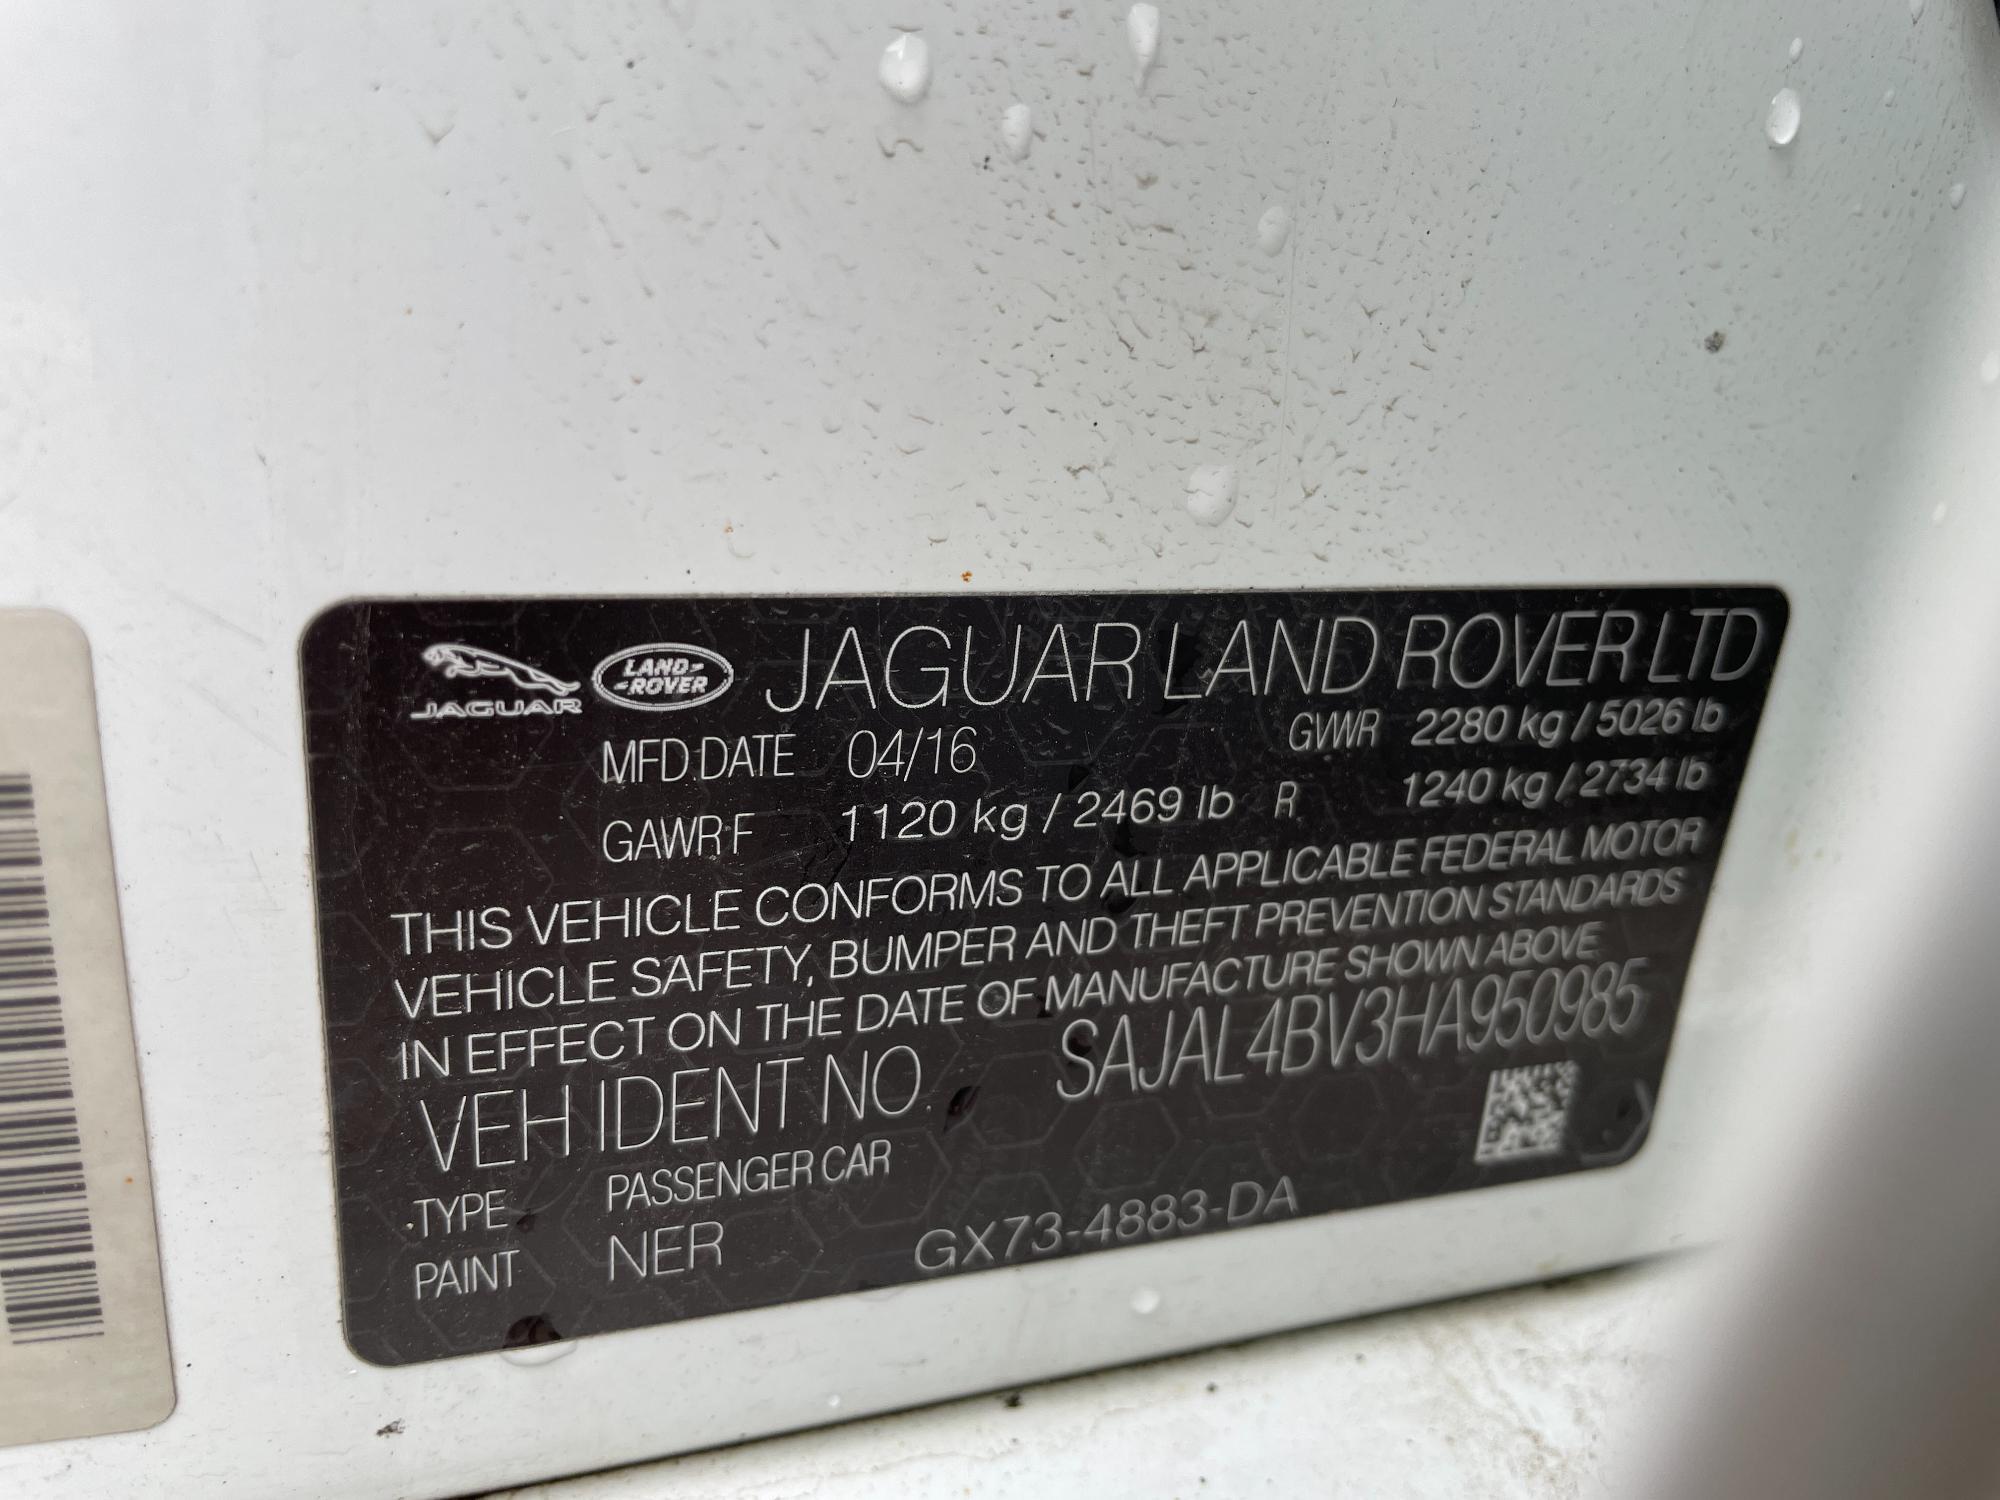 JAGUAR
LAND-
-ROVER
JAGUAR LAND ROVER LTD
MFD.DATE 04/16 GVWR 2280 kg / 5026 lb
GAWR F 1120 kg / 2469 lb R 1240 kg / 2734 lb
THIS VEHICLE CONFORMS TO ALL APPLICABLE FEDERAL MOTOR
VEHICLE SAFETY, BUMPER AND THEFT PREVENTION STANDARDS
IN EFFECT ON THE DATE OF MANUFACTURE SHOWN ABOVE
VEH IDENT NO. SAJAL4BV3HA950985
TYPE PASSENGER CAR
PAINT NER GX73-4883-DA